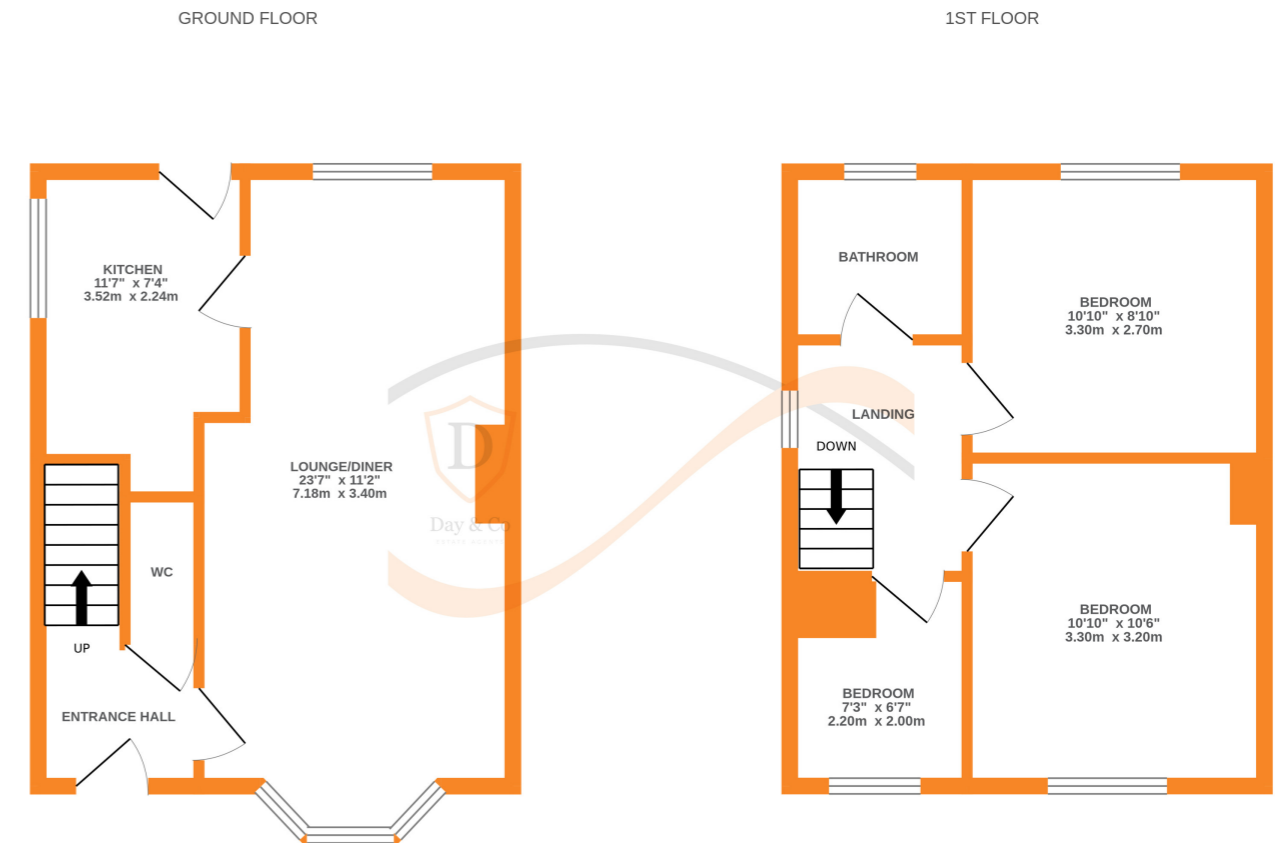 GROUND FLOOR
1ST FLOOR
KITCHEN
11'7" x 7'4"
3.52m x 2.24m
LOUNGE/DINER
23'7" x 11'2"
7.18m x 3.40m
WC
UP
ENTRANCE HALL
D
Day & Co
ESTATE AGENTS
BATHROOM
BEDROOM
10'10" x 8'10"
3.30m x 2.70m
LANDING
DOWN
BEDROOM
10'10" x 10'6"
3.30m x 3.20m
BEDROOM
7'3" x 6'7"
2.20m x 2.00m